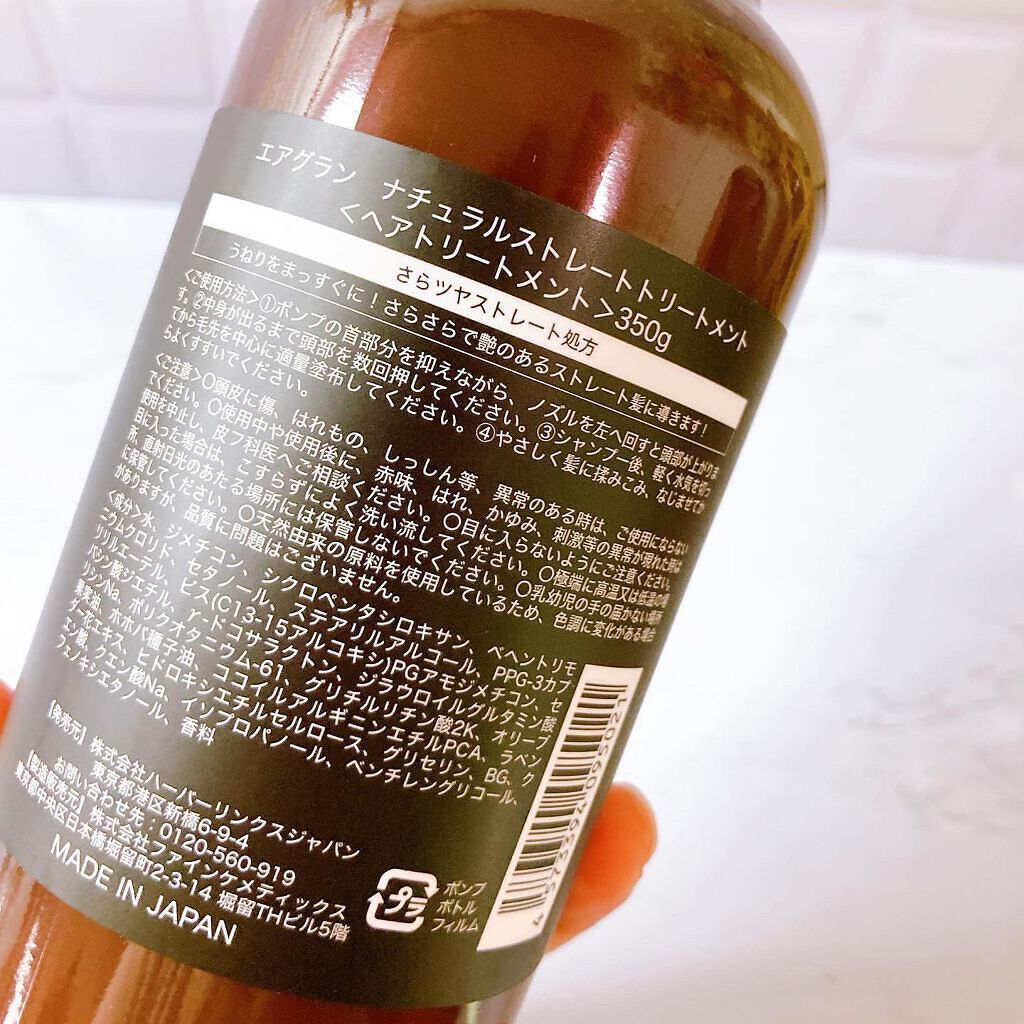 エアグラン ナチュラルストレートトリートメント
＜ヘアトリートメント＞350g
さらツヤストレート処方
うねりをまっすぐに！さらさらで艶のあるストレート髪に導きます！
＜ご使用方法＞①ポンプの首部分を抑えながら、ノズルを左へ回すと頭部が上がりま
す。②中身が出るまで頭部を数回押してください。③シャンプー後、軽く水気を切っ
てから毛先を中心に適量塗布してください。④やさしく髪に揉みこみ、なじませてか
らよくすすいでください。
＜ご注意＞〇頭皮に傷、はれもの、しっしん等、異常のある時は、ご使用にならない
でください。〇使用中や使用後に、赤味、はれ、かゆみ、刺激等の異常が現れた時は
使用を中止し、皮フ科医へご相談ください。〇目に入らないようにご注意ください。
目に入った場合は、こすらずによく洗い流してください。〇極端に高温又は低温の場
所、直射日光のあたる場所には保管しないでください。〇乳幼児の手の届かない場所
に保管してください。〇天然由来の原料を使用しているため、色調に変化がある場合
がありますが、品質に問題はございません。
＜成分＞水、ジメチコン、シクロペンタシロキサン、ベヘントリモ
ニウムクロリド、セタノール、ステアリルアルコール、PPG-3カプ
リリルエーテル、ビス(C13-15アルコキシ)PGアモジメチコン、セ
バシン酸ジエチル、γ-ドコサラクトン、ジラウロイルグルタミン酸
リシンNa、ポリクオタニウム-61、グリチルリチン酸2K、オリーブ
果実油、ホホバ種子油、ココイルアルギニンエチルPCA、ラベン
ダー花エキス、ヒドロキシエチルセルロース、グリセリン、BG、ク
エン酸、クエン酸Na、イソプロパノール、ペンチレングリコール、
フェノキシエタノール、香料
【発売元】株式会社ハーバーリンクスジャパン
東京都港区新橋6-9-4
お問い合わせ先：0120-560-919
【製造販売元】株式会社ファインケメティックス
東京都中央区日本橋堀留町2-3-14 堀留THビル5階
MADE IN JAPAN
プラ
ポンプ
ボトル
フィルム
4 573394 095021